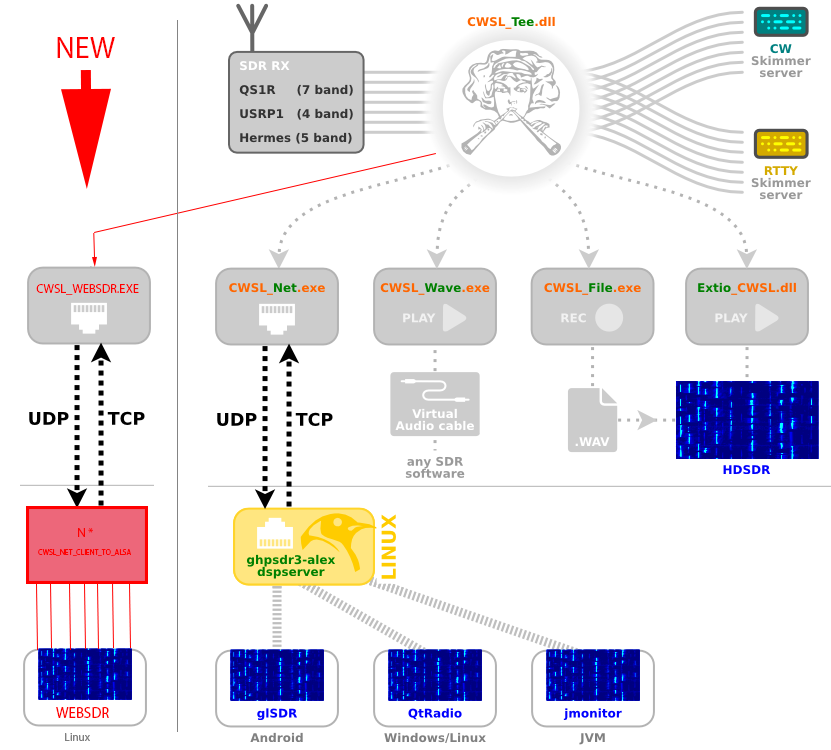 NEW
CWSL_Tee.dll
SDR RX
QS1R (7 band)
USRP1 (4 band)
Hermes (5 band)
CW
Skimmer
server
RTTY
Skimmer
server
CWSL_WEBSDR.EXE
CWSL_Net.exe
CWSL_Wave.exe
PLAY
CWSL_File.exe
REC
Extio_CWSL.dll
PLAY
UDP
TCP
UDP
TCP
Virtual
Audio cable
any SDR
software
.WAV
HDSDR
N *
CWSL_NET_CLIENT_TO_ALSA
ghpsdr3-alex
dspserver
LINUX
WEBSDR
Linux
glSDR
Android
QtRadio
Windows/Linux
jmonitor
JVM